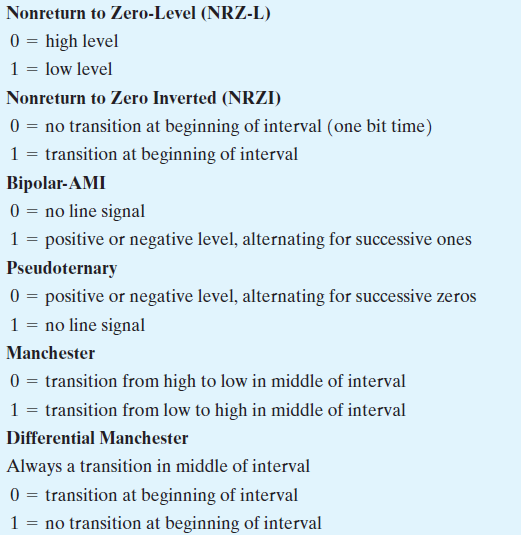 Nonreturn to Zero-Level (NRZ-L)
0 = high level
1 = low level
Nonreturn to Zero Inverted (NRZI)
0 = no transition at beginning of interval (one bit time)
1 = transition at beginning of interval
Bipolar-AMI
0 = no line signal
1 = positive or negative level, alternating for successive ones
Pseudoternary
0 = positive or negative level, alternating for successive zeros
1 = no line signal
Manchester
0 = transition from high to low in middle of interval
1 = transition from low to high in middle of interval
Differential Manchester
Always a transition in middle of interval
0 = transition at beginning of interval
1 = no transition at beginning of interval